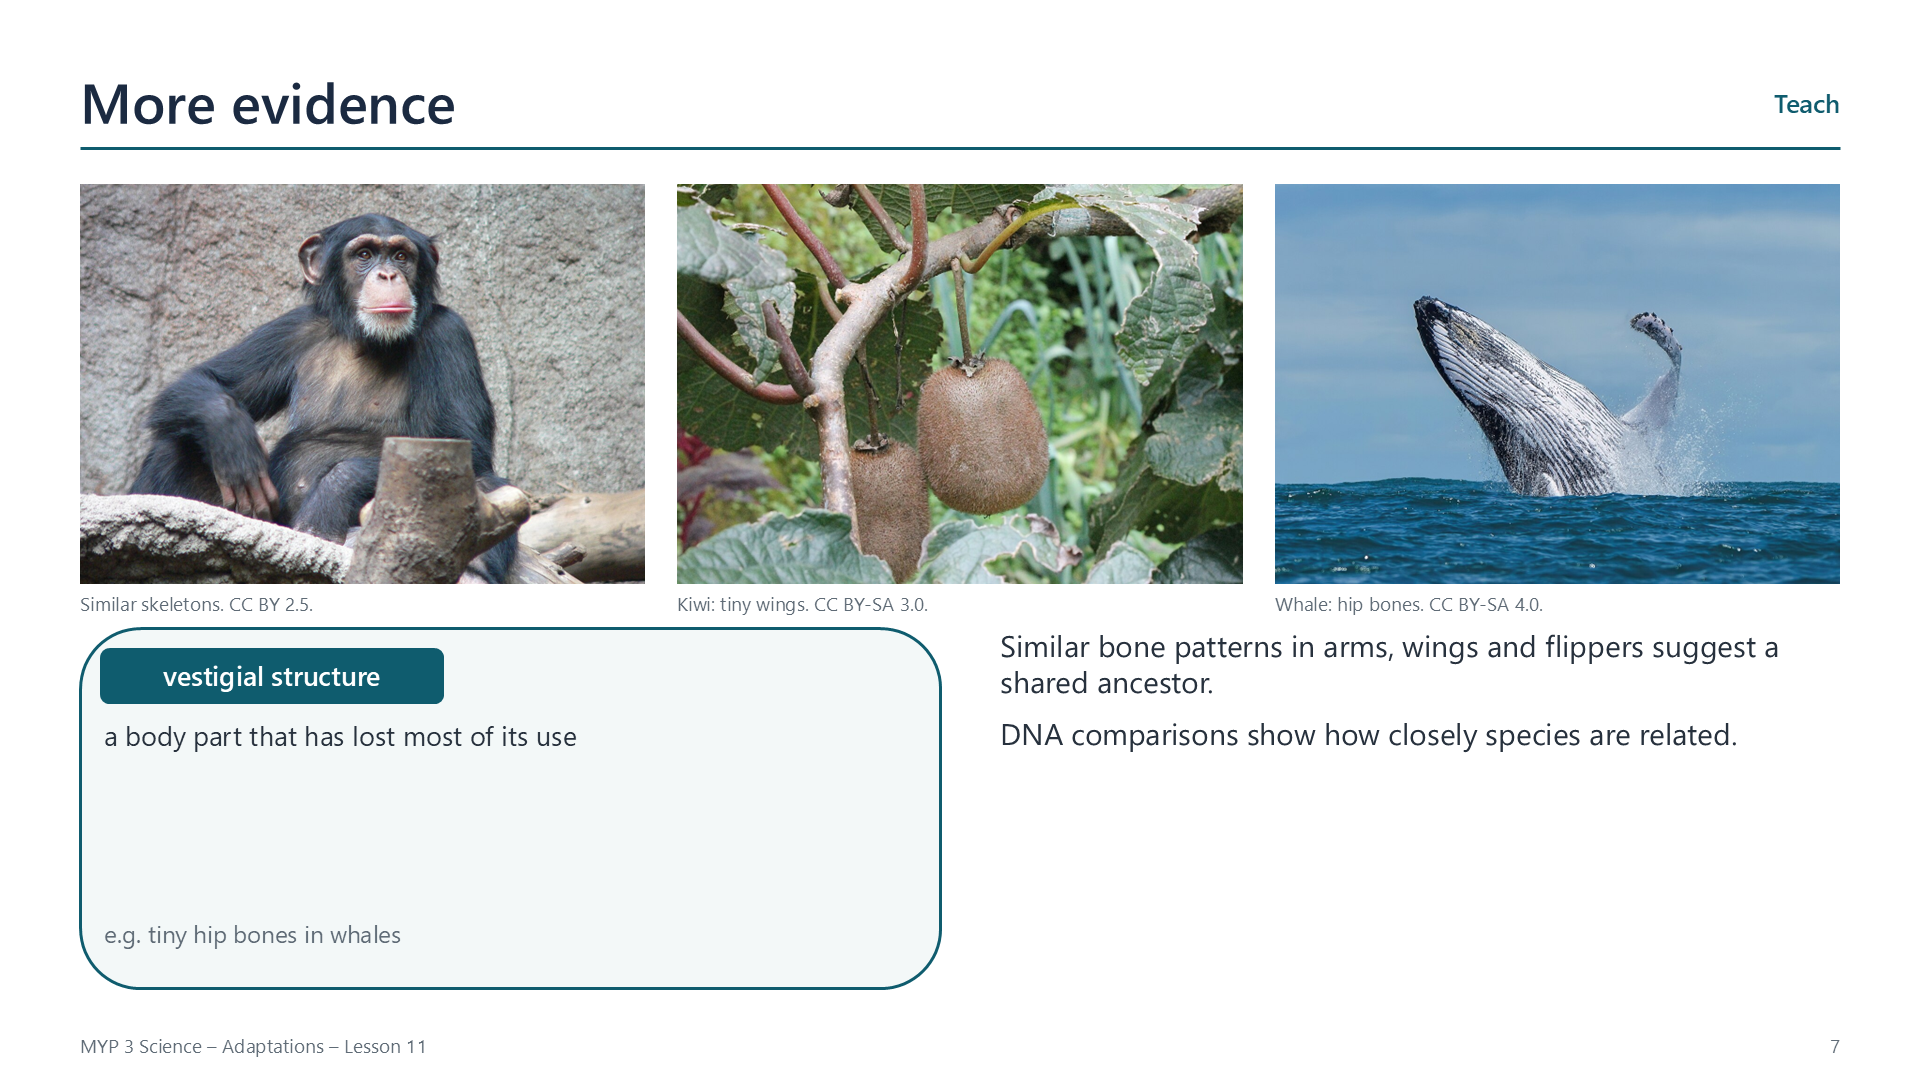 More evidence
Teach
Similar skeletons. CC BY 2.5.
Kiwi: tiny wings. CC BY-SA 3.0.
Whale: hip bones. CC BY-SA 4.0.
vestigial structure
a body part that has lost most of its use
e.g. tiny hip bones in whales
Similar bone patterns in arms, wings and flippers suggest a
shared ancestor.
DNA comparisons show how closely species are related.
MYP 3 Science – Adaptations – Lesson 11
7